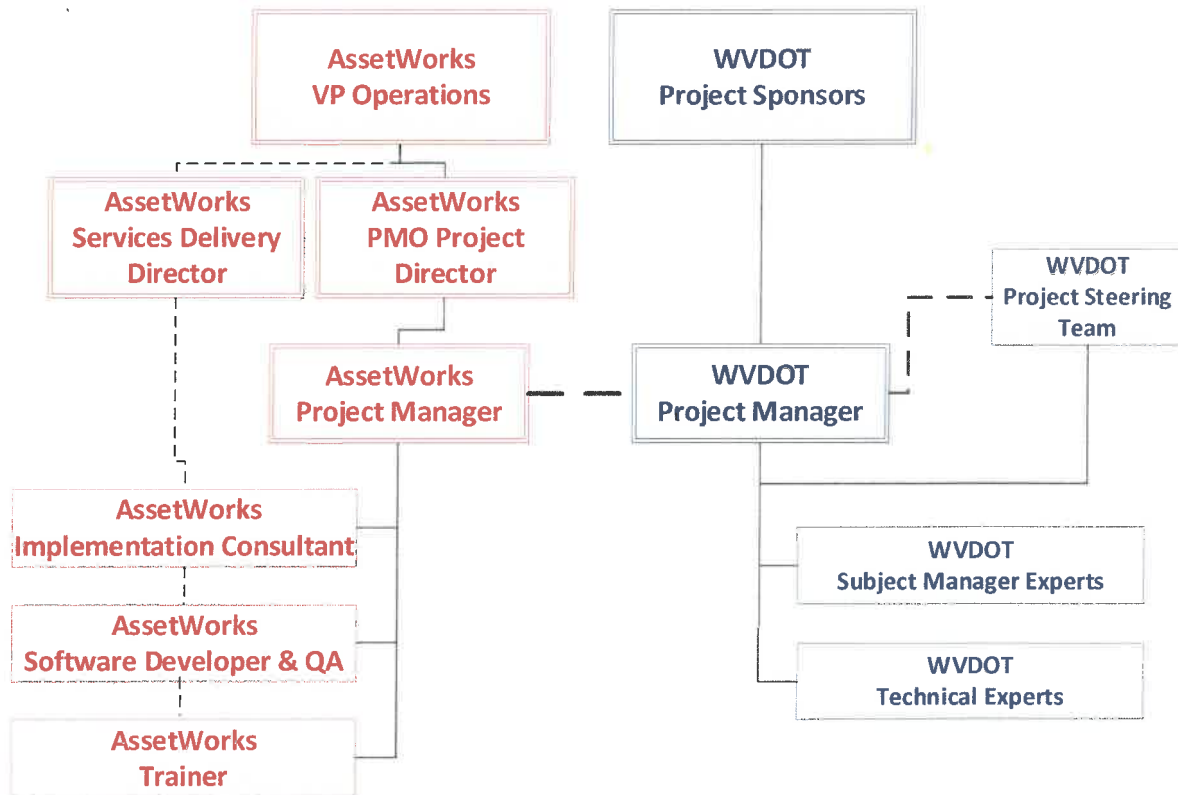 AssetWorks
VP Operations
WVDOT
Project Sponsors
AssetWorks
Services Delivery
Director
AssetWorks
PMO Project
Director
WVDOT
Project Steering
Team
AssetWorks
Project Manager
WVDOT
Project Manager
AssetWorks
Implementation Consultant
WVDOT
Subject Manager Experts
AssetWorks
Software Developer & QA
WVDOT
Technical Experts
AssetWorks
Trainer